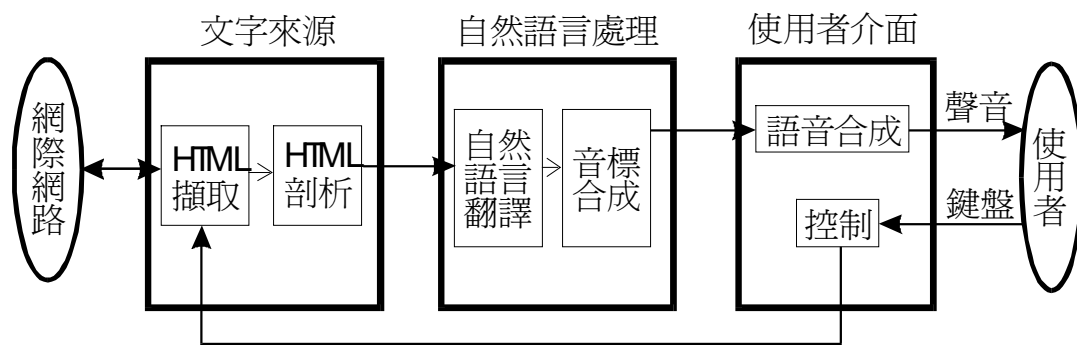 文字來源
自然語言處理
使用者介面
網際網路
HTML
擷取
HTML
剖析
自然
語言
翻譯
音標
合成
語音合成
控制
聲音
鍵盤
使用者